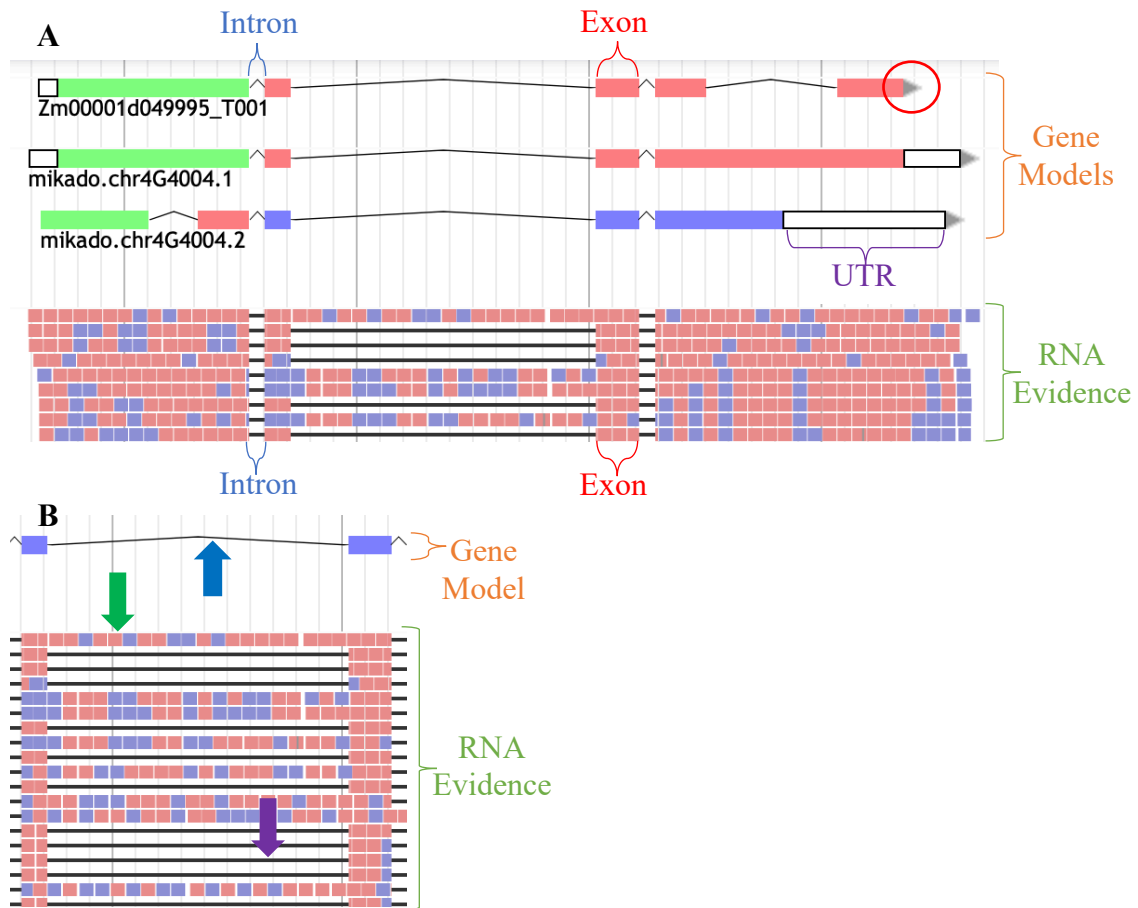 A
Intron
Exon
Zm00001d049995_T001
mikado.chr4G4004.1
mikado.chr4G4004.2
Gene
Models
UTR
RNA
Evidence
Intron
Exon
B
Gene
Model
RNA
Evidence